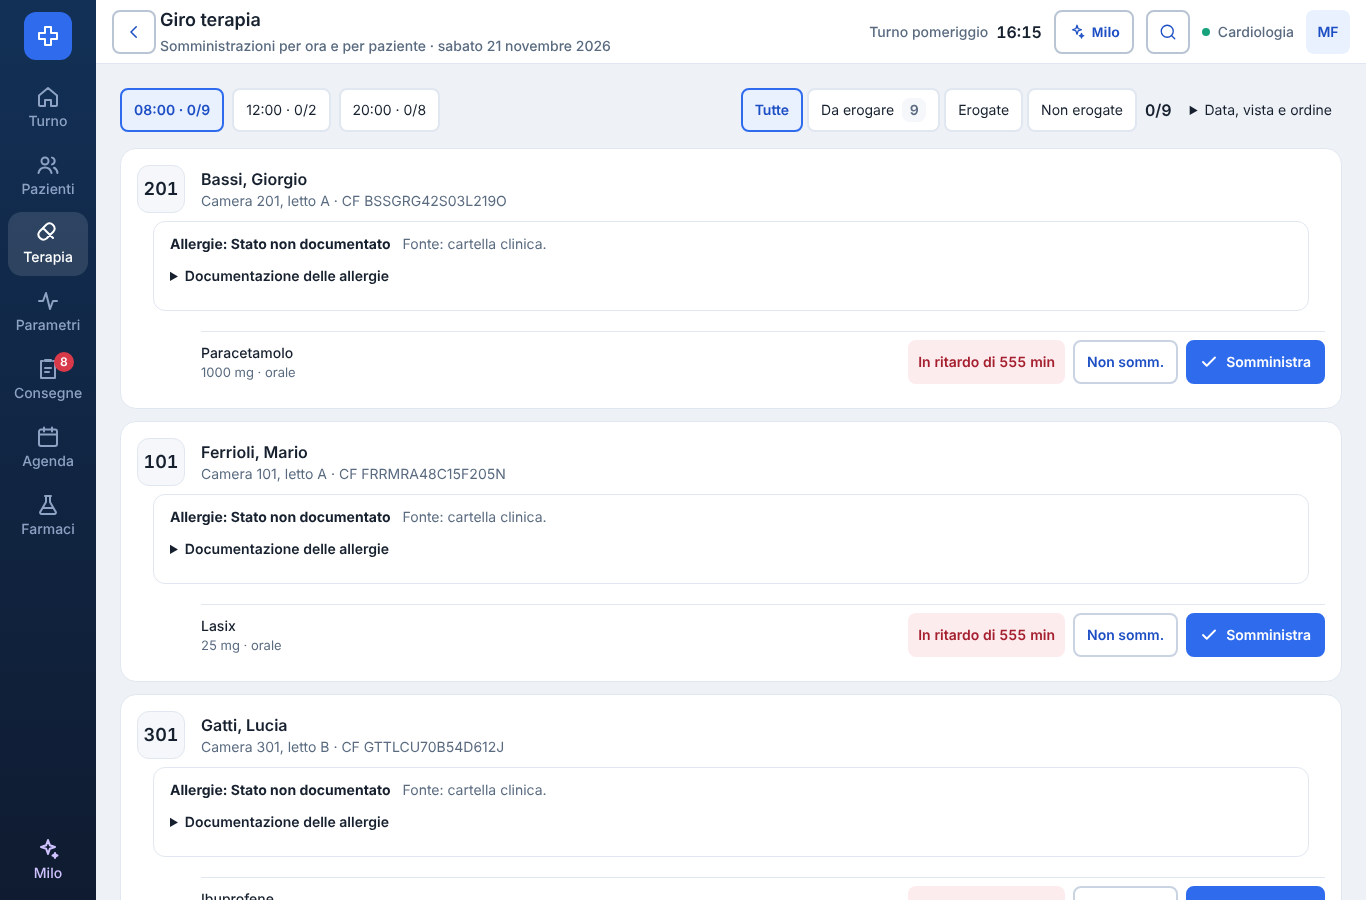 Giro terapia
Somministrazioni per ora e per paziente · sabato 21 novembre 2026
Turno pomeriggio 16:15
Milo
Cardiologia
MF
Turno
Pazienti
Terapia
Parametri
8
Consegne
Agenda
Farmaci
Milo
08:00 · 0/9
12:00 · 0/2
20:00 · 0/8
Tutte
Da erogare 9
Erogate
Non erogate
0/9
Data, vista e ordine
201
Bassi, Giorgio
Camera 201, letto A · CF BSSGRG42S03L219O
Allergie: Stato non documentato Fonte: cartella clinica.
Documentazione delle allergie
Paracetamolo
1000 mg · orale
In ritardo di 555 min
Non somm.
Somministra
101
Ferrioli, Mario
Camera 101, letto A · CF FRRMRA48C15F205N
Allergie: Stato non documentato Fonte: cartella clinica.
Documentazione delle allergie
Lasix
25 mg · orale
In ritardo di 555 min
Non somm.
Somministra
301
Gatti, Lucia
Camera 301, letto B · CF GTTLCU70B54D612J
Allergie: Stato non documentato Fonte: cartella clinica.
Documentazione delle allergie
Ibuprofene